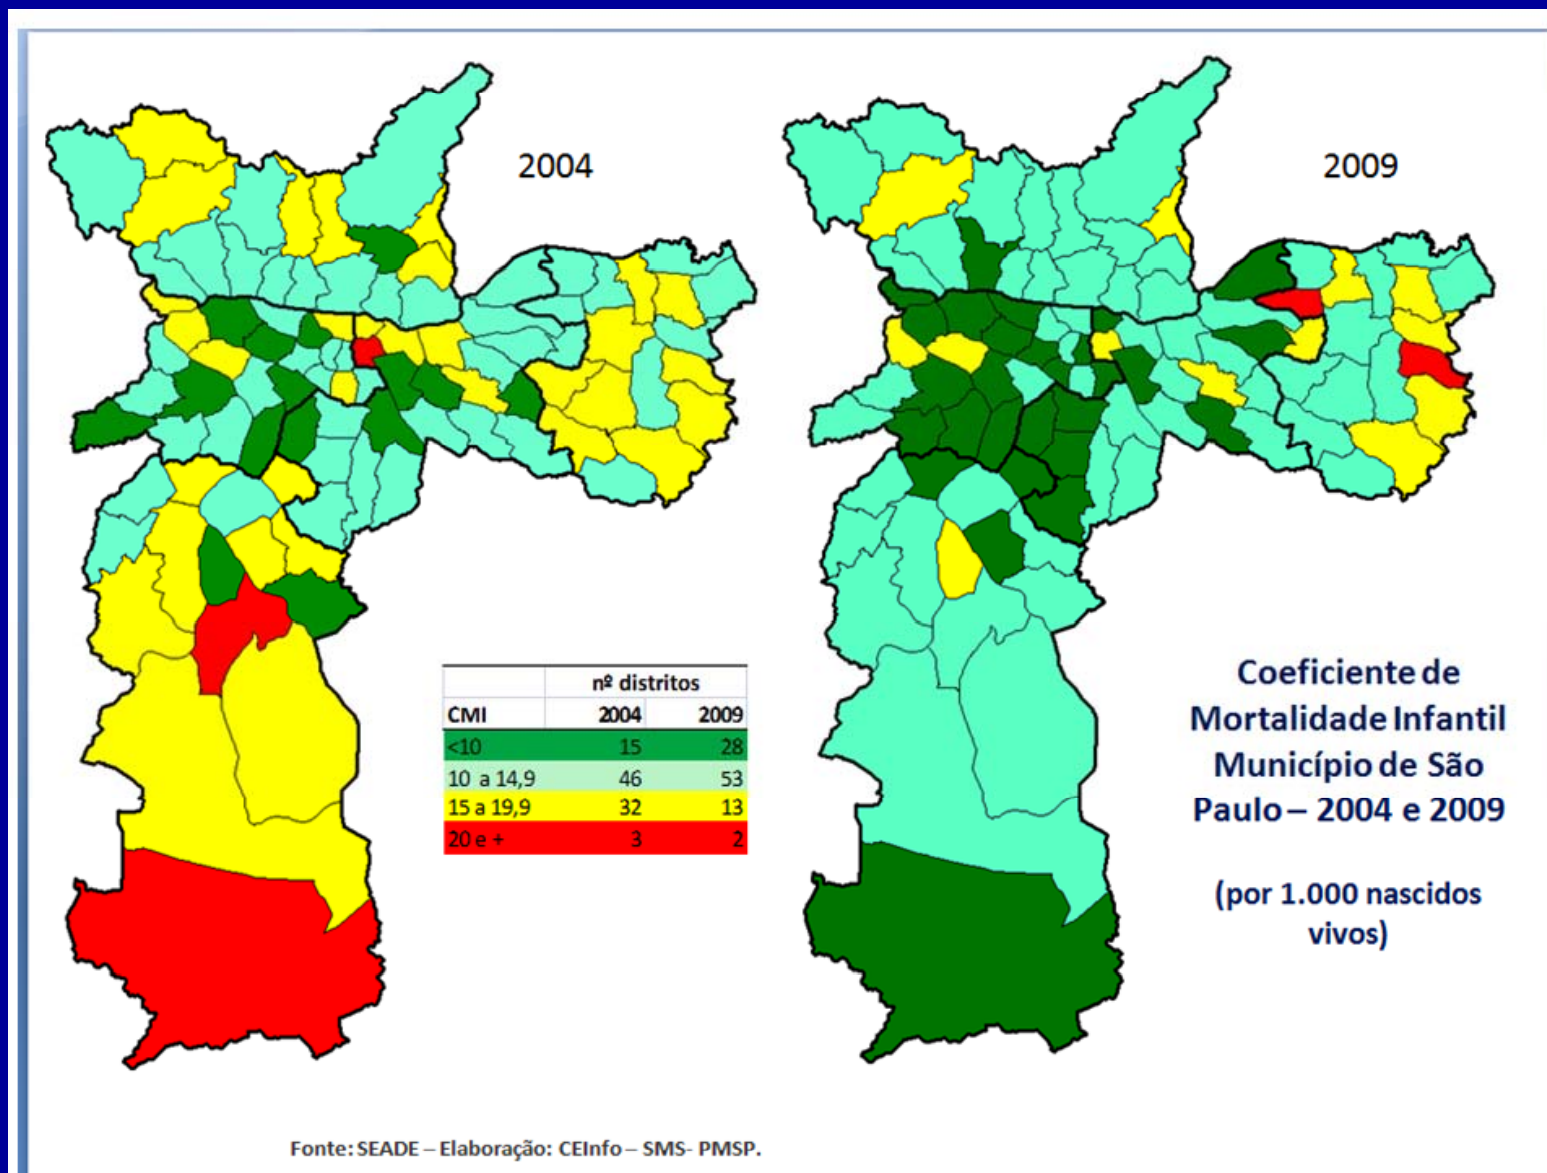 2004
2009
nº distritos
CMI 2004 2009
<10 15 28
10 a 14,9 46 53
15 a 19,9 32 13
20 e + 3 2
Coeficiente de
Mortalidade Infantil
Município de São
Paulo – 2004 e 2009
(por 1.000 nascidos
vivos)
Fonte: SEADE – Elaboração: CEInfo – SMS- PMSP.